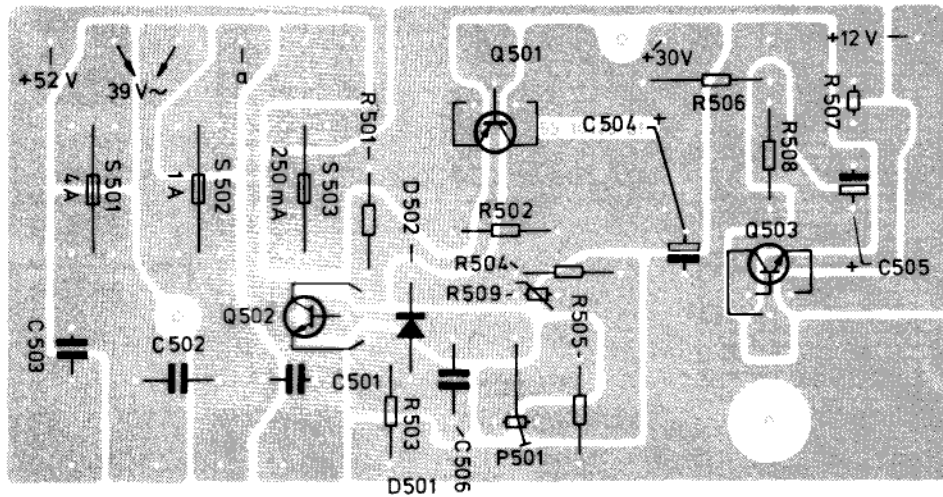 +52 V
39 V~
a
Q501
+30V
+12 V
R506
R507
R501
C504
+
R508
S501
4A
S502
1A
S503
250 mA
D502
R502
Q503
R504
R509
+
C505
Q502
R505
C503
C502
C501
R503
C506
P501
D501